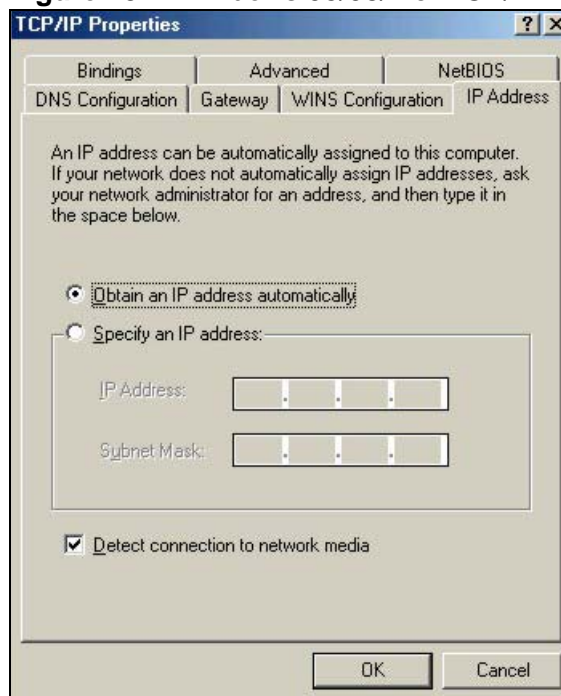 TCP/IP Properties
Bindings Advanced NetBIOS
DNS Configuration Gateway WINS Configuration IP Address
An IP address can be automatically assigned to this computer.
If your network does not automatically assign IP addresses, ask
your network administrator for an address, and then type it in
the space below.
Obtain an IP address automatically
Specify an IP address:
IP Address:
Subnet Mask:
Detect connection to network media
OK Cancel